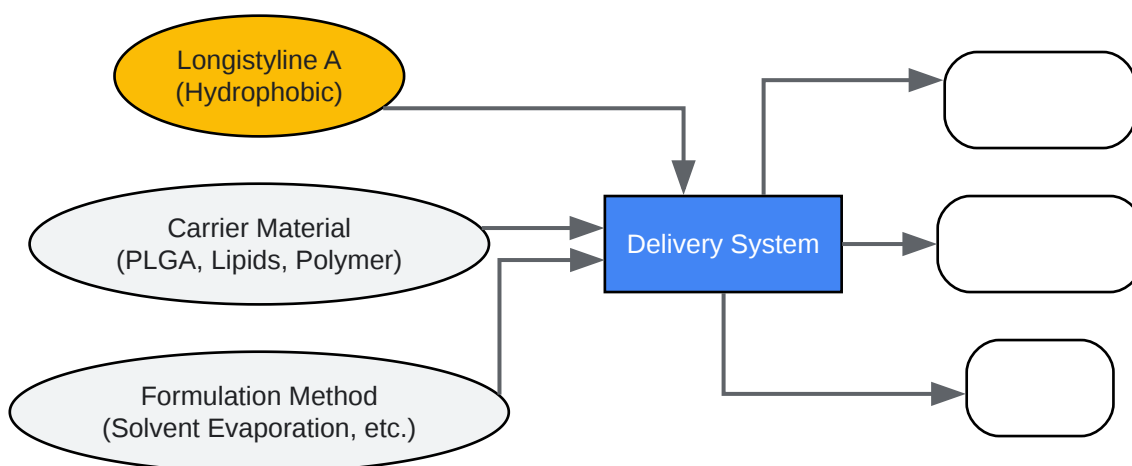 Longistyline A
(Hydrophobic)
Carrier Material
(PLGA, Lipids, Polymer)
Delivery System
Formulation Method
(Solvent Evaporation, etc.)